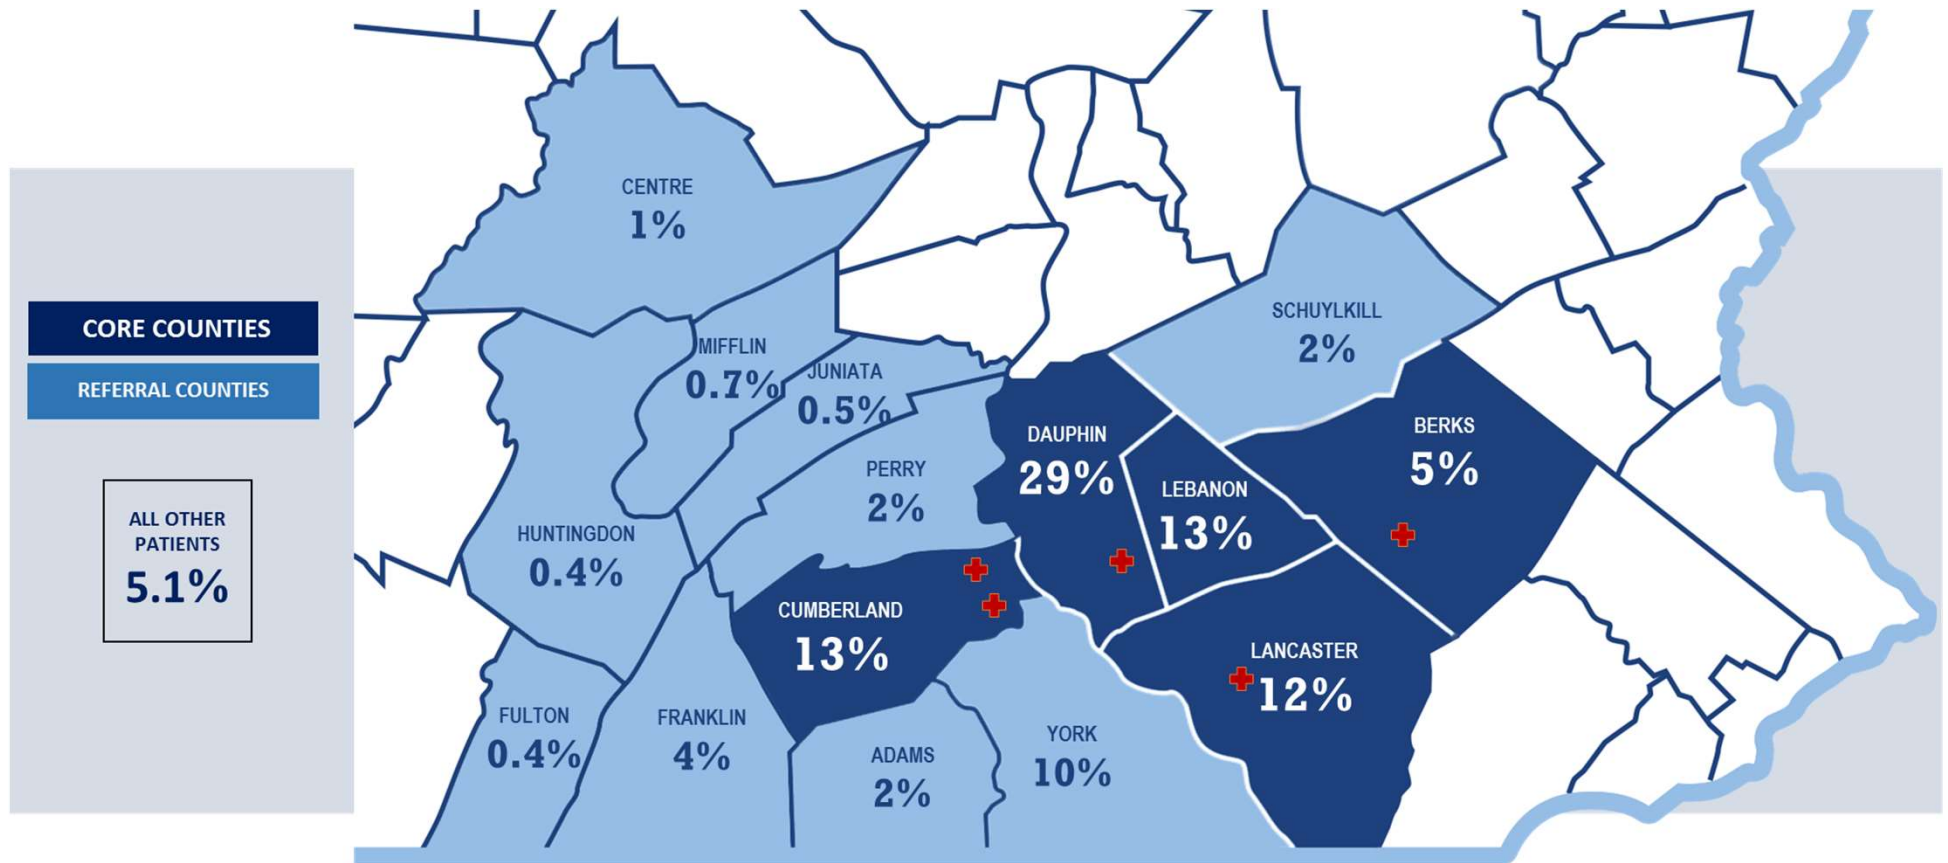 CORE COUNTIES
REFERRAL COUNTIES
ALL OTHER
PATIENTS
5.1%
CENTRE
1%
SCHUYLKILL
2%
MIFFLIN
0.7%
JUNIATA
0.5%
DAUPHIN
29%
BERKS
5%
PERRY
2%
LEBANON
13%
HUNTINGDON
0.4%
CUMBERLAND
13%
LANCASTER
12%
FULTON
0.4%
FRANKLIN
4%
ADAMS
2%
YORK
10%